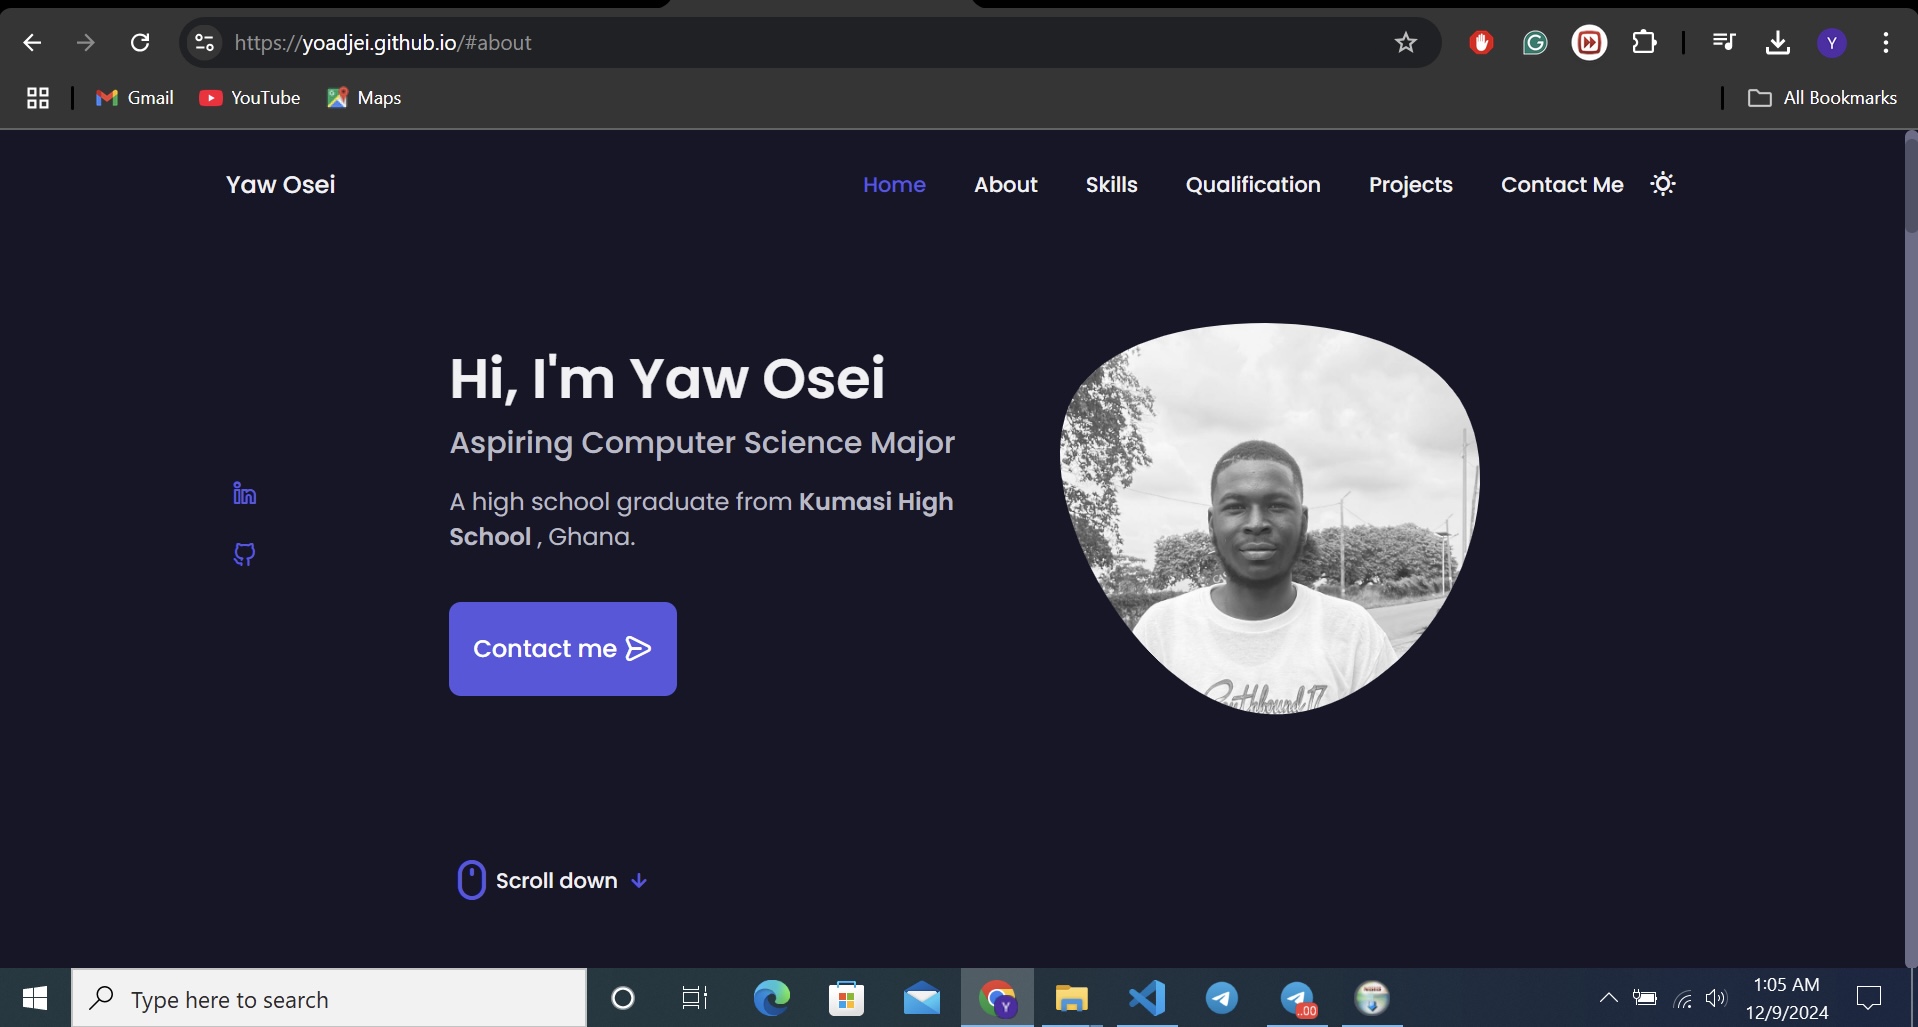 https://yoadjei.github.io/#about
Y
Gmail
YouTube
Maps
All Bookmarks
Yaw Osei
Home
About
Skills
Qualification
Projects
Contact Me
Hi, I'm Yaw Osei
Aspiring Computer Science Major
A high school graduate from Kumasi High
School , Ghana.
Contact me
Scroll down
Type here to search
Y
..00
1:05 AM
12/9/2024